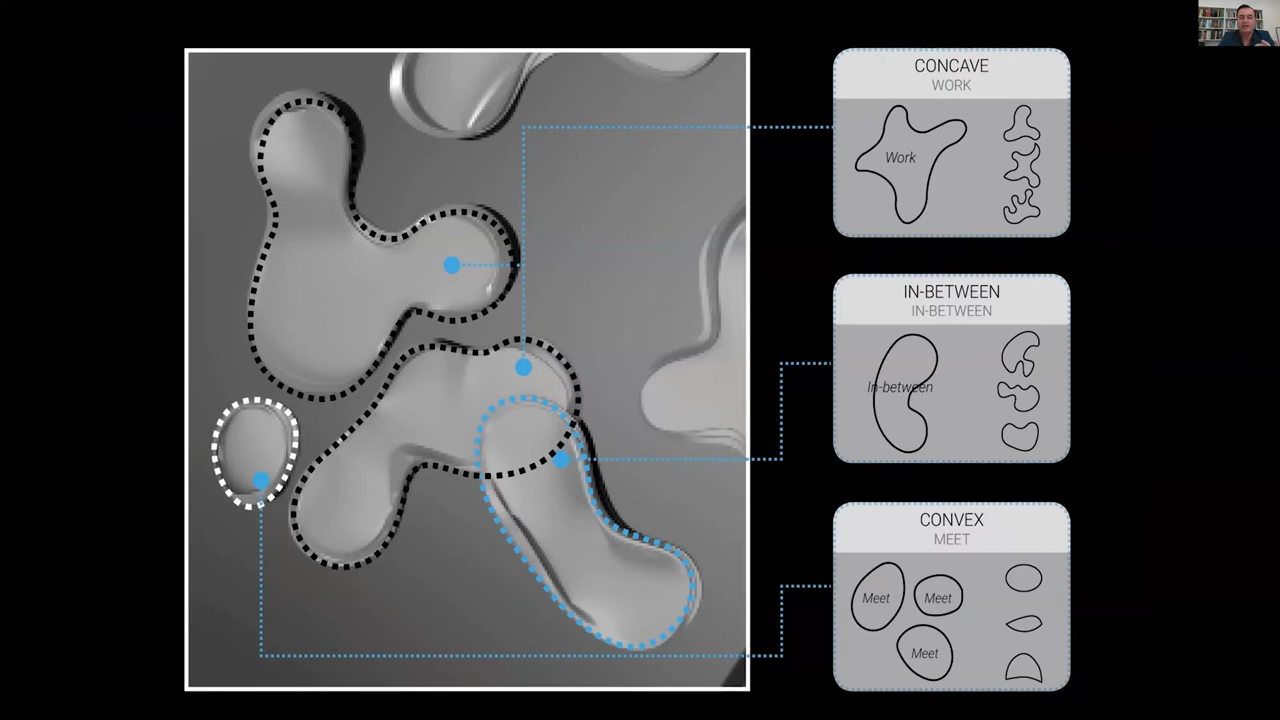 CONCAVE
WORK
Work
IN-BETWEEN
IN-BETWEEN
In-between
CONVEX
MEET
Meet
Meet
Meet